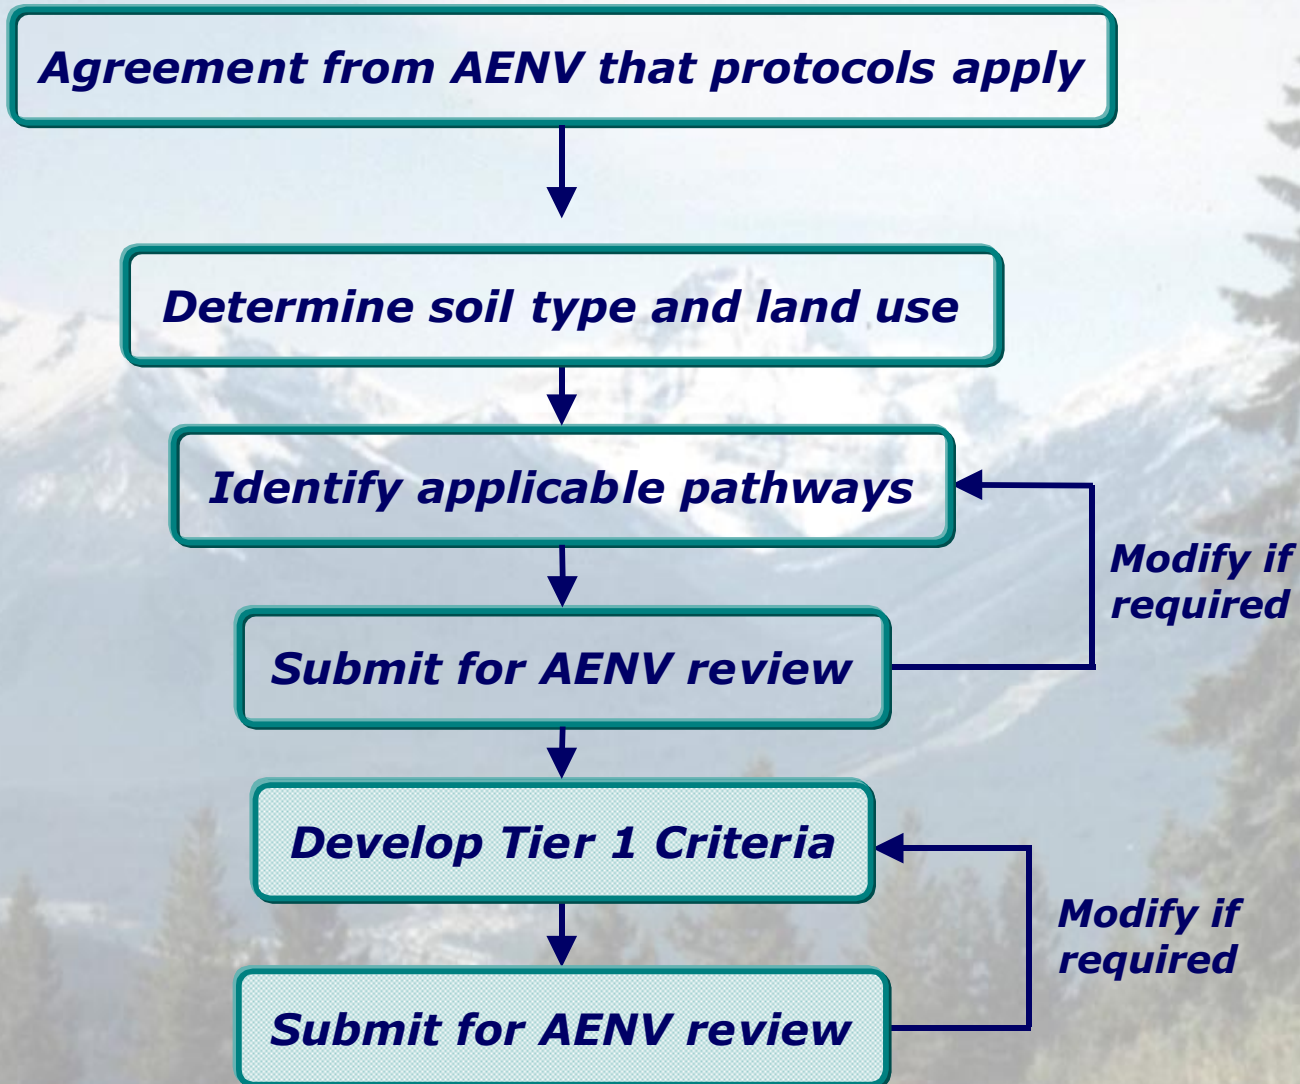 Agreement from AENV that protocols apply
Determine soil type and land use
Identify applicable pathways
Modify if
required
Submit for AENV review
Develop Tier 1 Criteria
Modify if
required
Submit for AENV review